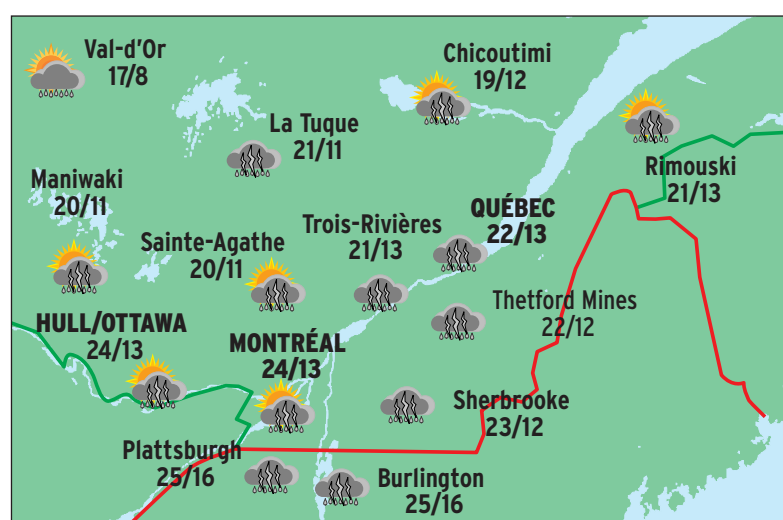 Val-d'Or
17/8
Chicoutimi
19/12
La Tuque
21/11
Rimouski
21/13
Maniwaki
20/11
Sainte-Agathe
20/11
Trois-Rivières
21/13
QUÉBEC
22/13
Thetford Mines
22/12
HULL/OTTAWA
24/13
MONTRÉAL
24/13
Sherbrooke
23/12
Plattsburgh
25/16
Burlington
25/16